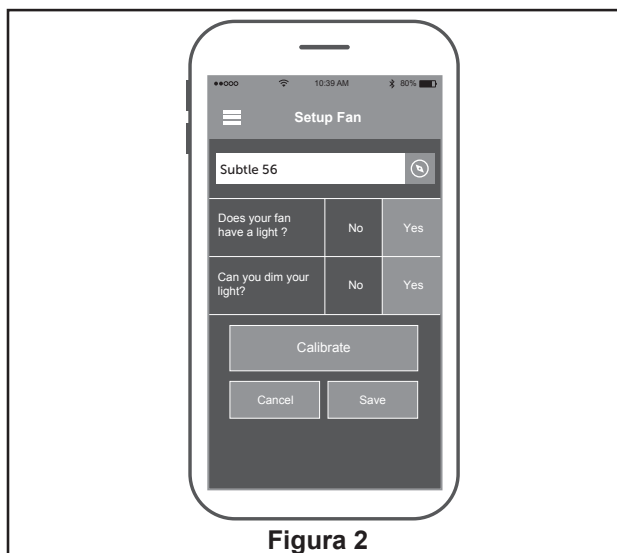 10:39 AM 80%
Setup Fan
Subtle 56
Does your fan
have a light ?
No
Yes
Can you dim your
light?
No
Yes
Calibrate
Cancel
Save
Figura 2